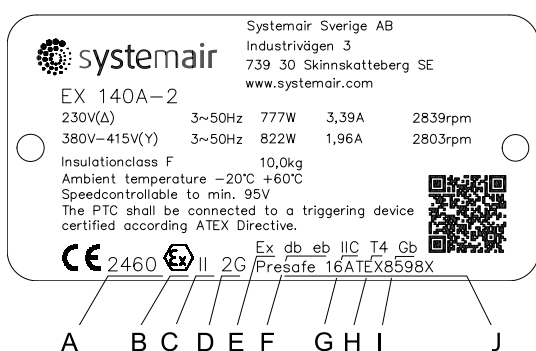 systemair
Systemair Sverige AB
Industrivägen 3
739 30 Skinnskatteberg SE
www.systemair.com
EX 140A-2
230V(Δ) 3~50Hz 777W 3,39A 2839rpm
380V-415V(Y) 3~50Hz 822W 1,96A 2803rpm
Insulationclass F 10,0kg
Ambient temperature -20°C +60°C
Speedcontrollable to min. 95V
The PTC shall be connected to a triggering device
certified according ATEX Directive.
Ex db eb IIC T4 Gb
CE 2460 Ex II 2G Presafe 16ATEX8598X
A B C D E F G H I J